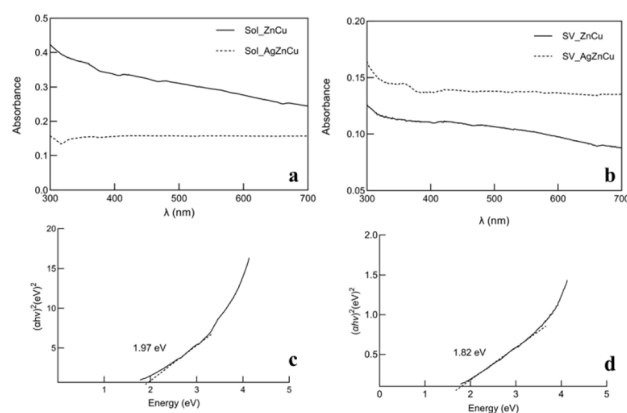 0.5
0.4
0.3
0.2
0.1
0.0
Absorbance
Sol_ZnCu
Sol_AgZnCu
a
300 400 500 600 700
λ (nm)
0.20
0.15
0.10
0.05
Absorbance
SV_ZnCu
SV_AgZnCu
b
300 400 500 600 700
λ (nm)
20
15
10
5
(αhv)²(eV)²
1.97 eV
c
1 2 3 4 5
Energy (eV)
2.0
1.5
1.0
0.5
(αhv)²(eV)²
1.82 eV
d
0 1 2 3 4 5
Energy (eV)